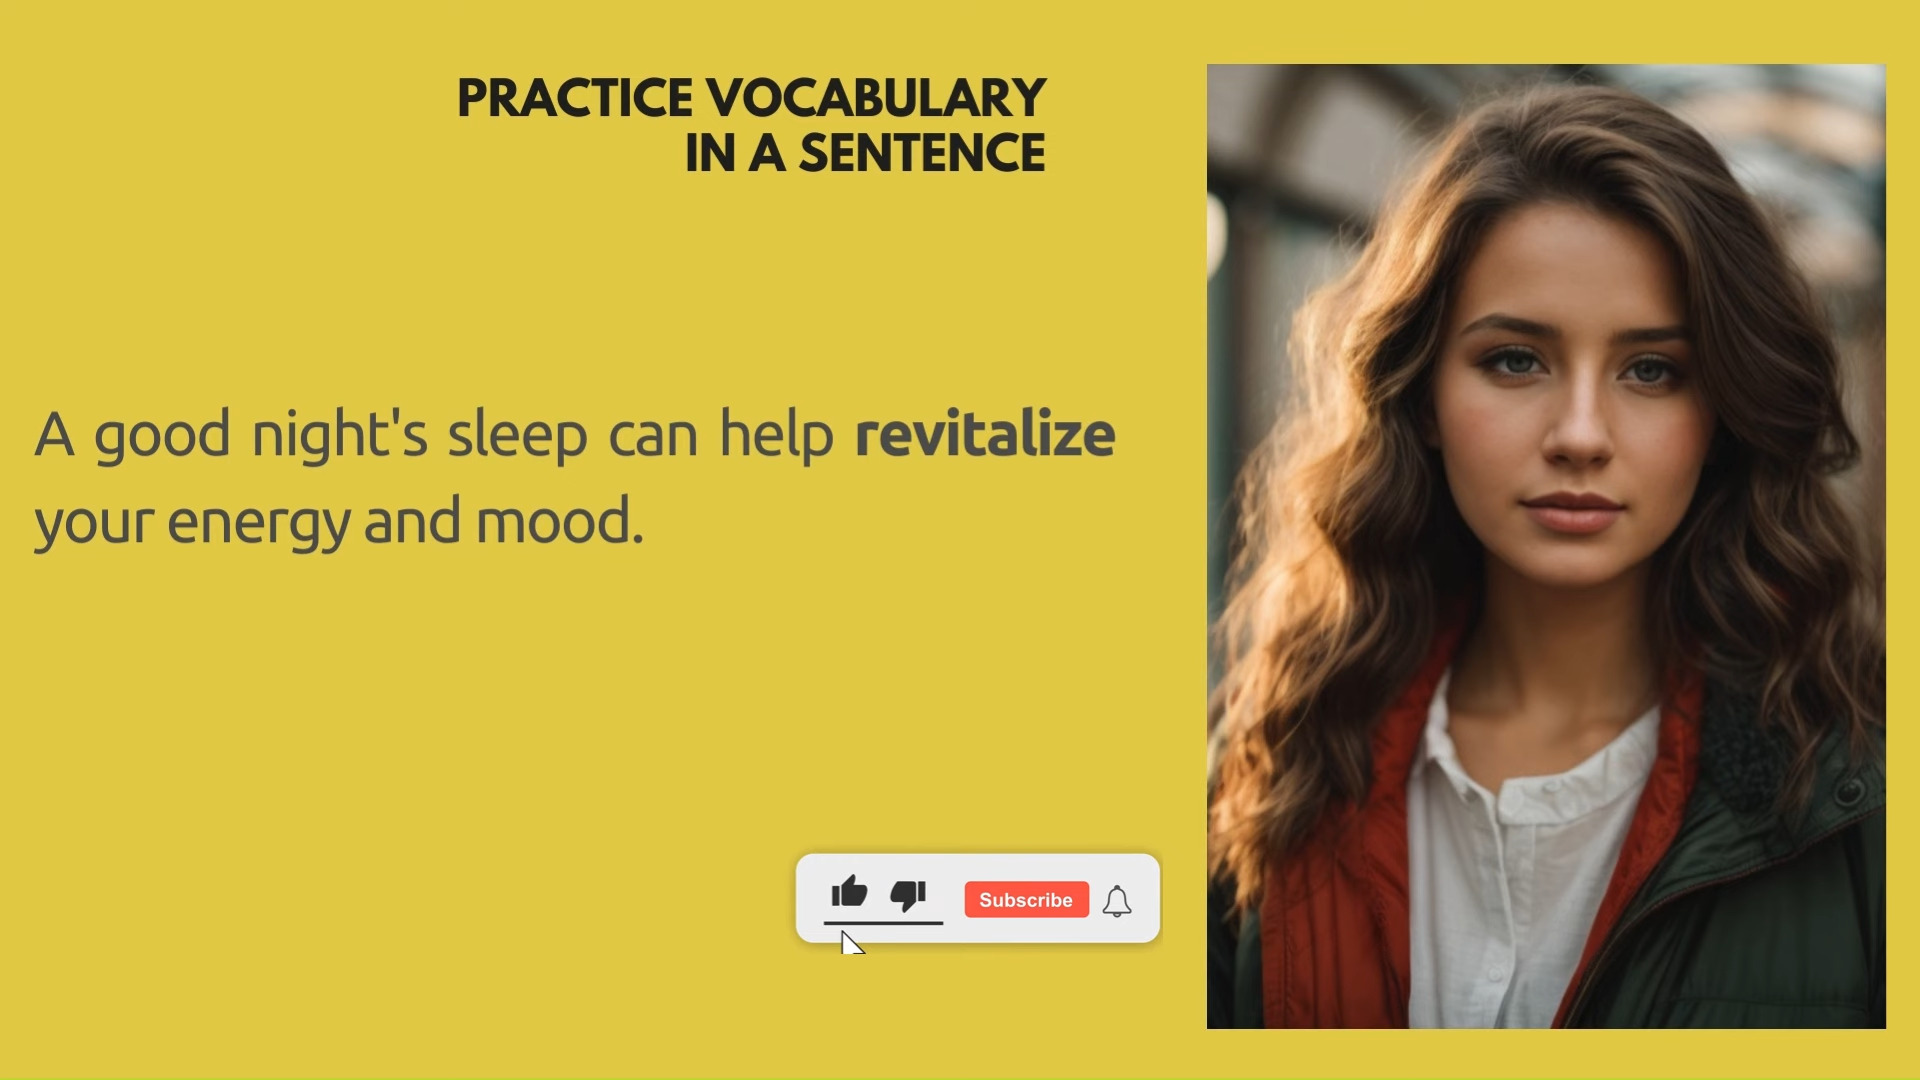 PRACTICE VOCABULARY
IN A SENTENCE
A good night's sleep can help revitalize
your energy and mood.
Subscribe